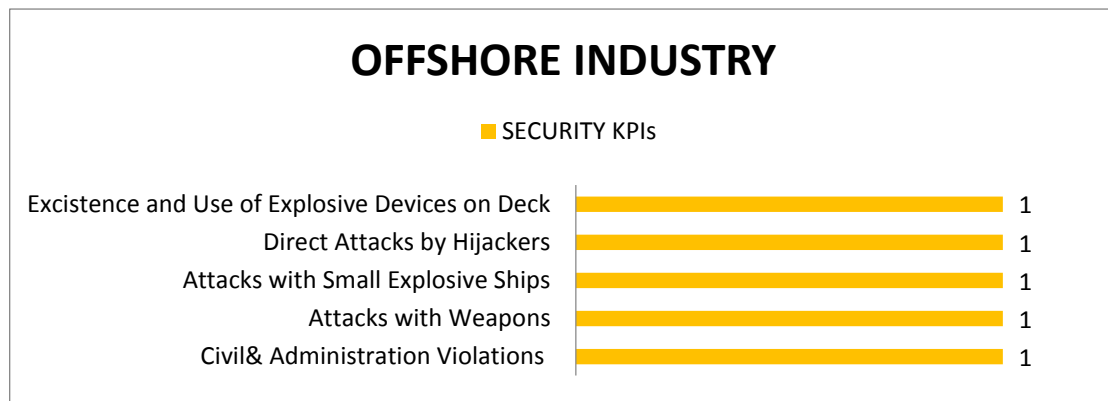 OFFSHORE INDUSTRY
SECURITY KPIs
Excistence and Use of Explosive Devices on Deck 1
Direct Attacks by Hijackers 1
Attacks with Small Explosive Ships 1
Attacks with Weapons 1
Civil& Administration Violations 1